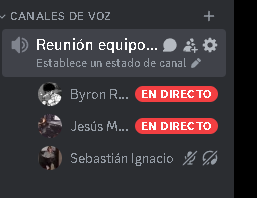 CANALES DE VOZ
Reunión equipo...
Establece un estado de canal
Byron R... EN DIRECTO
Jesús M... EN DIRECTO
Sebastián Ignacio